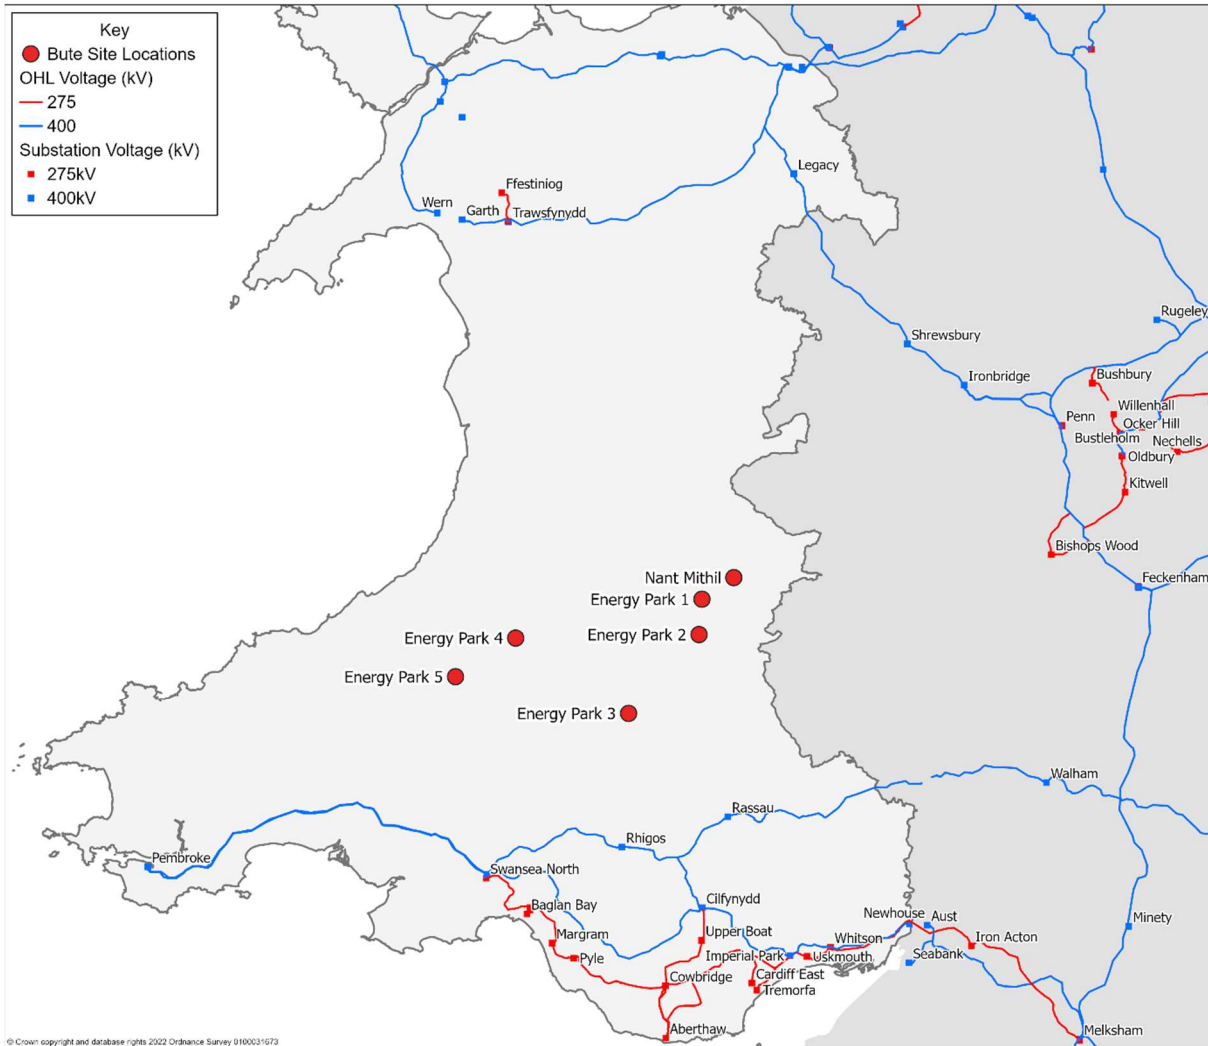 Key
Bute Site Locations
OHL Voltage (kV)
275
400
Substation Voltage (kV)
275kV
400kV
Legacy
Ffestiniog
Wern
Garth
Trawsfynydd
Rugeley
Shrewsbury
Ironbridge
Bushbury
Willenhall
Penn
Ocker Hill
Bustleholm
Nechells
Oldbury
Kitwell
Bishops Wood
Nant Mithil
Feckenham
Energy Park 1
Energy Park 4
Energy Park 2
Energy Park 5
Energy Park 3
Walham
Rassau
Rhigos
Pembroke
Swansea North
Baglan Bay
Cilfynydd
Newhouse
Aust
Minety
Margram
Upper Boat
Whitson
Iron Acton
Pyle
Imperial Park
Uskmouth
Seabank
Cowbridge
Cardiff East
Tremorfa
Aberthaw
Melksham
© Crown copyright and database rights 2022 Ordnance Survey 0100031673